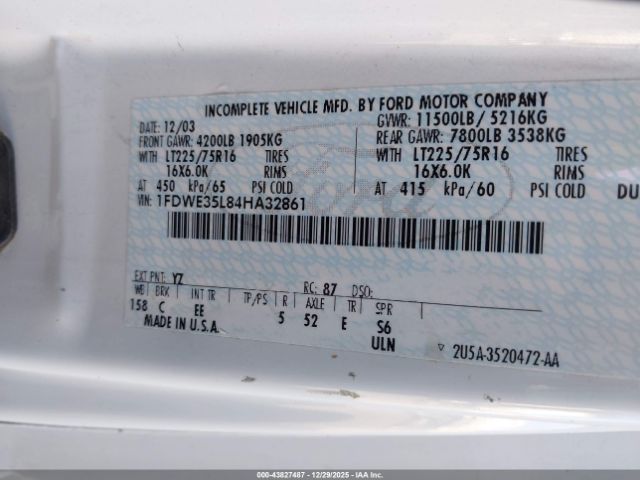 INCOMPLETE VEHICLE MFD. BY FORD MOTOR COMPANY
DATE: 12/03 GVWR: 11500LB/ 5216KG
FRONT GAWR: 4200LB 1905KG REAR GAWR: 7800LB 3538KG
WITH LT225/75R16 TIRES WITH LT225/75R16 TIRES
16X6.0K RIMS 16X6.0K RIMS
AT 450 kPa/65 PSI COLD AT 415 kPa/60 PSI COLD DU
VIN: 1FDWE35L84HA32861
EXT PNT: YZ RC: 87 DSO:
WB BRK INT TR TP/PS R AXLE TR SPR
158 C EE 5 52 E S6
MADE IN U.S.A. ULN ▽ 2U5A-3520472-AA
00-43827487 - 12/29/2025 - IAA Inc.